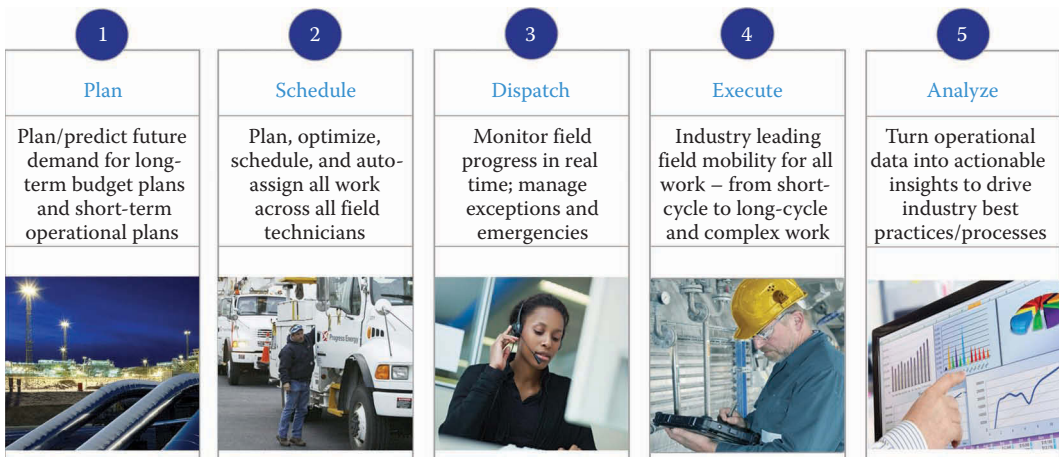 1
Plan
Plan/predict future
demand for long-
term budget plans
and short-term
operational plans
2
Schedule
Plan, optimize,
schedule, and auto-
assign all work
across all field
technicians
Progress Energy
3
Dispatch
Monitor field
progress in real
time; manage
exceptions and
emergencies
4
Execute
Industry leading
field mobility for all
work – from short-
cycle to long-cycle
and complex work
5
Analyze
Turn operational
data into actionable
insights to drive
industry best
practices/processes